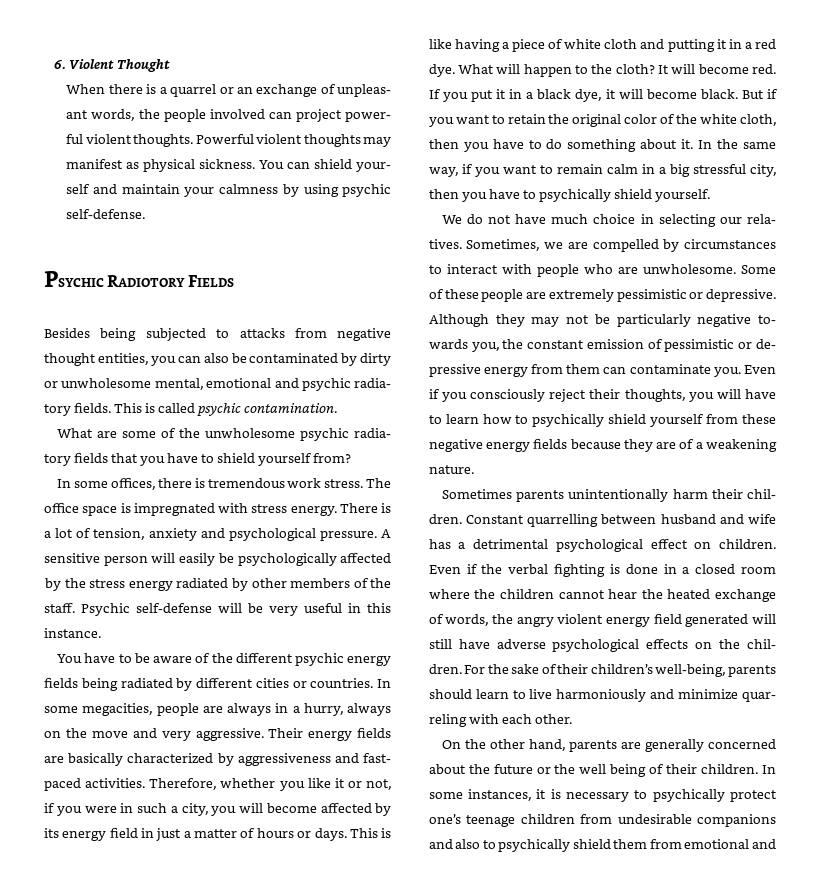 6. Violent Thought
When there is a quarrel or an exchange of unpleas-
ant words, the people involved can project power-
ful violent thoughts. Powerful violent thoughts may
manifest as physical sickness. You can shield your-
self and maintain your calmness by using psychic
self-defense.
Psychic Radiotory Fields
Besides being subjected to attacks from negative
thought entities, you can also be contaminated by dirty
or unwholesome mental, emotional and psychic radia-
tory fields. This is called psychic contamination.
What are some of the unwholesome psychic radia-
tory fields that you have to shield yourself from?
In some offices, there is tremendous work stress. The
office space is impregnated with stress energy. There is
a lot of tension, anxiety and psychological pressure. A
sensitive person will easily be psychologically affected
by the stress energy radiated by other members of the
staff. Psychic self-defense will be very useful in this
instance.
You have to be aware of the different psychic energy
fields being radiated by different cities or countries. In
some megacities, people are always in a hurry, always
on the move and very aggressive. Their energy fields
are basically characterized by aggressiveness and fast-
paced activities. Therefore, whether you like it or not,
if you were in such a city, you will become affected by
its energy field in just a matter of hours or days. This is
like having a piece of white cloth and putting it in a red
dye. What will happen to the cloth? It will become red.
If you put it in a black dye, it will become black. But if
you want to retain the original color of the white cloth,
then you have to do something about it. In the same
way, if you want to remain calm in a big stressful city,
then you have to psychically shield yourself.
We do not have much choice in selecting our rela-
tives. Sometimes, we are compelled by circumstances
to interact with people who are unwholesome. Some
of these people are extremely pessimistic or depressive.
Although they may not be particularly negative to-
wards you, the constant emission of pessimistic or de-
pressive energy from them can contaminate you. Even
if you consciously reject their thoughts, you will have
to learn how to psychically shield yourself from these
negative energy fields because they are of a weakening
nature.
Sometimes parents unintentionally harm their chil-
dren. Constant quarrelling between husband and wife
has a detrimental psychological effect on children.
Even if the verbal fighting is done in a closed room
where the children cannot hear the heated exchange
of words, the angry violent energy field generated will
still have adverse psychological effects on the chil-
dren. For the sake of their children's well-being, parents
should learn to live harmoniously and minimize quar-
reling with each other.
On the other hand, parents are generally concerned
about the future or the well being of their children. In
some instances, it is necessary to psychically protect
one's teenage children from undesirable companions
and also to psychically shield them from emotional and